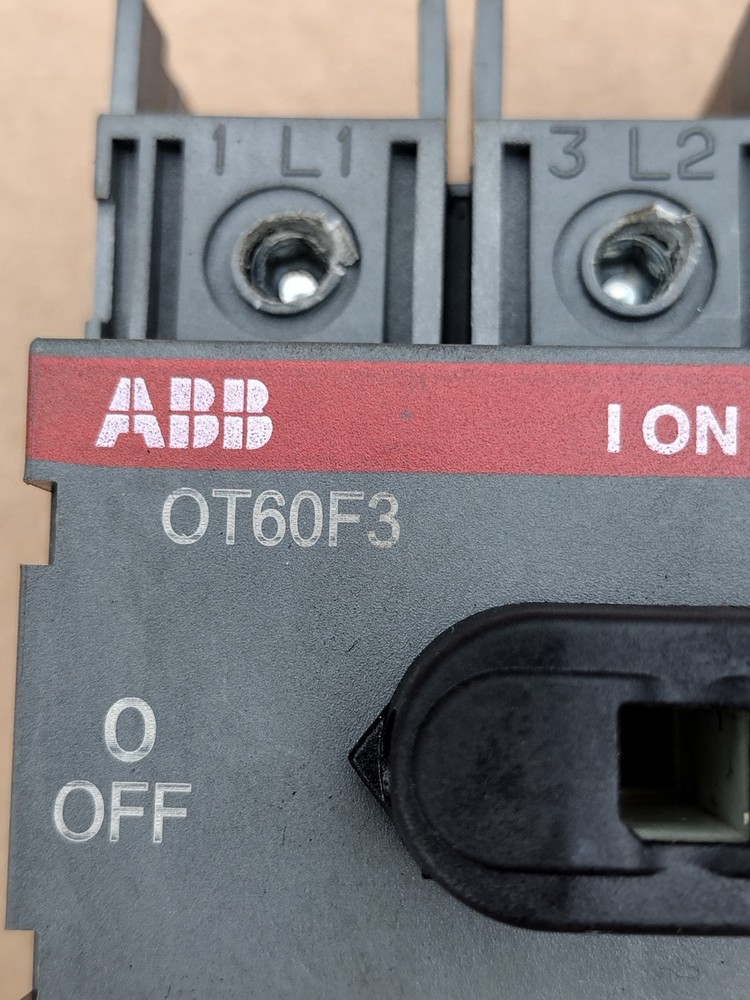 1 L1 3 L2
ABB I ON
OT60F3
O
OFF